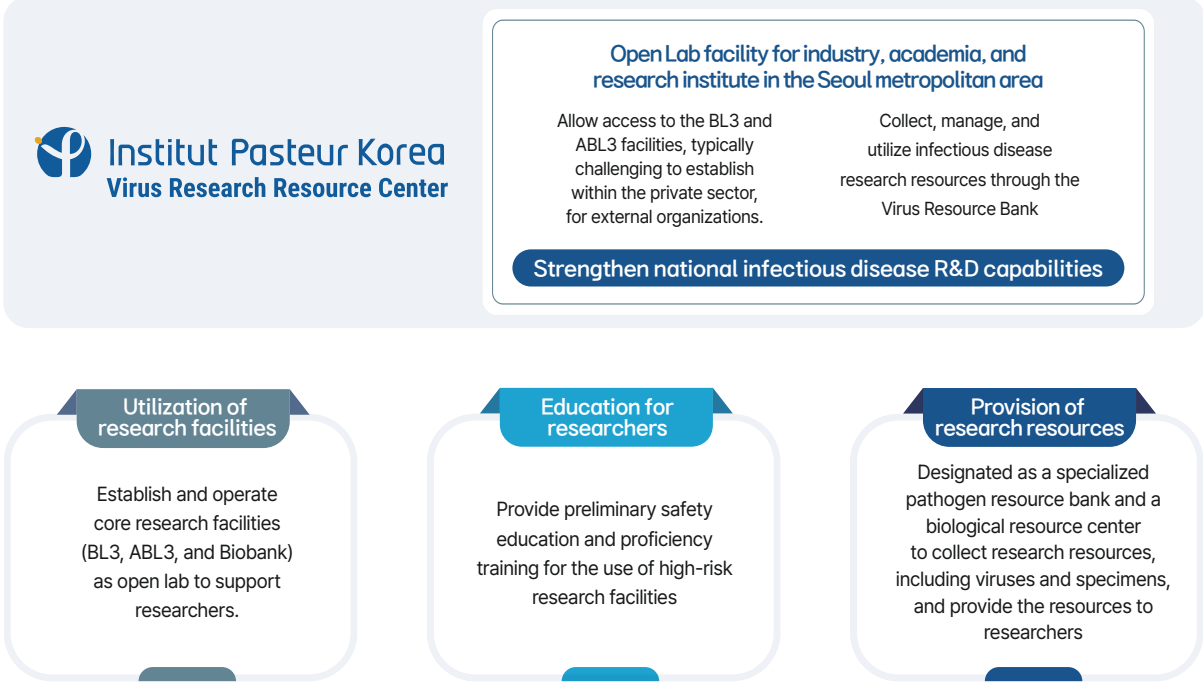 Institut Pasteur Korea
Virus Research Resource Center
Open Lab facility for industry, academia, and
research institute in the Seoul metropolitan area
Allow access to the BL3 and
ABL3 facilities, typically
challenging to establish
within the private sector,
for external organizations.
Collect, manage, and
utilize infectious disease
research resources through the
Virus Resource Bank
Strengthen national infectious disease R&D capabilities
Utilization of
research facilities
Establish and operate
core research facilities
(BL3, ABL3, and Biobank)
as open lab to support
researchers.
Education for
researchers
Provide preliminary safety
education and proficiency
training for the use of high-risk
research facilities
Provision of
research resources
Designated as a specialized
pathogen resource bank and a
biological resource center
to collect research resources,
including viruses and specimens,
and provide the resources to
researchers